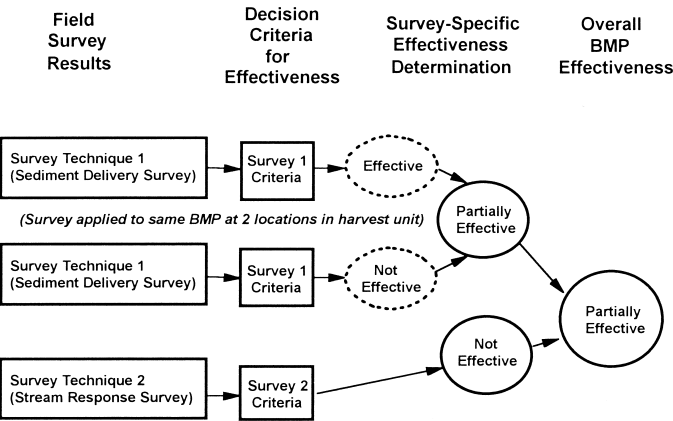 Field
Survey
Results
Decision
Criteria
for
Effectiveness
Survey-Specific
Effectiveness
Determination
Overall
BMP
Effectiveness
Survey Technique 1
(Sediment Delivery Survey)
Survey 1
Criteria
Effective
(Survey applied to same BMP at 2 locations in harvest unit)
Partially
Effective
Survey Technique 1
(Sediment Delivery Survey)
Survey 1
Criteria
Not
Effective
Partially
Effective
Survey Technique 2
(Stream Response Survey)
Survey 2
Criteria
Not
Effective